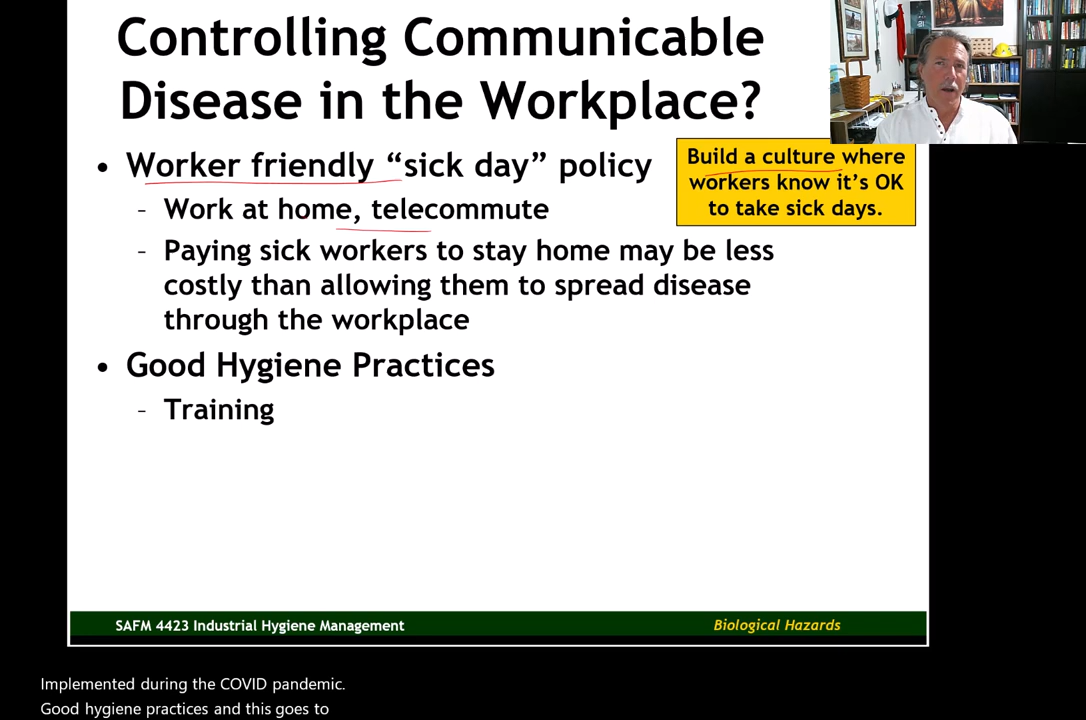 Controlling Communicable
Disease in the Workplace?
• Worker friendly “sick day” policy
Build a culture where
workers know it’s OK
to take sick days.
- Work at home, telecommute
- Paying sick workers to stay home may be less
costly than allowing them to spread disease
through the workplace
• Good Hygiene Practices
- Training
SAFM 4423 Industrial Hygiene Management
Biological Hazards
Implemented during the COVID pandemic.
Good hygiene practices and this goes to